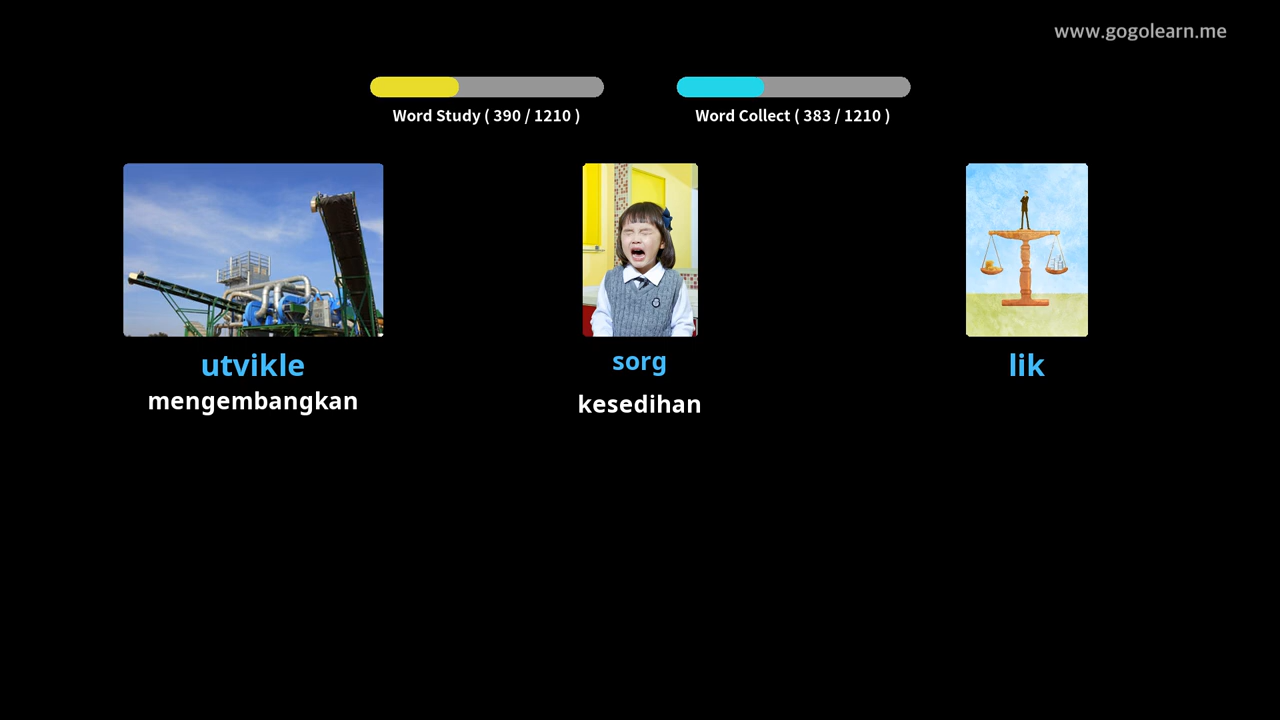 www.gogolearn.me
Word Study ( 390 / 1210 )
Word Collect ( 383 / 1210 )
utvikle
mengembangkan
sorg
kesedihan
lik